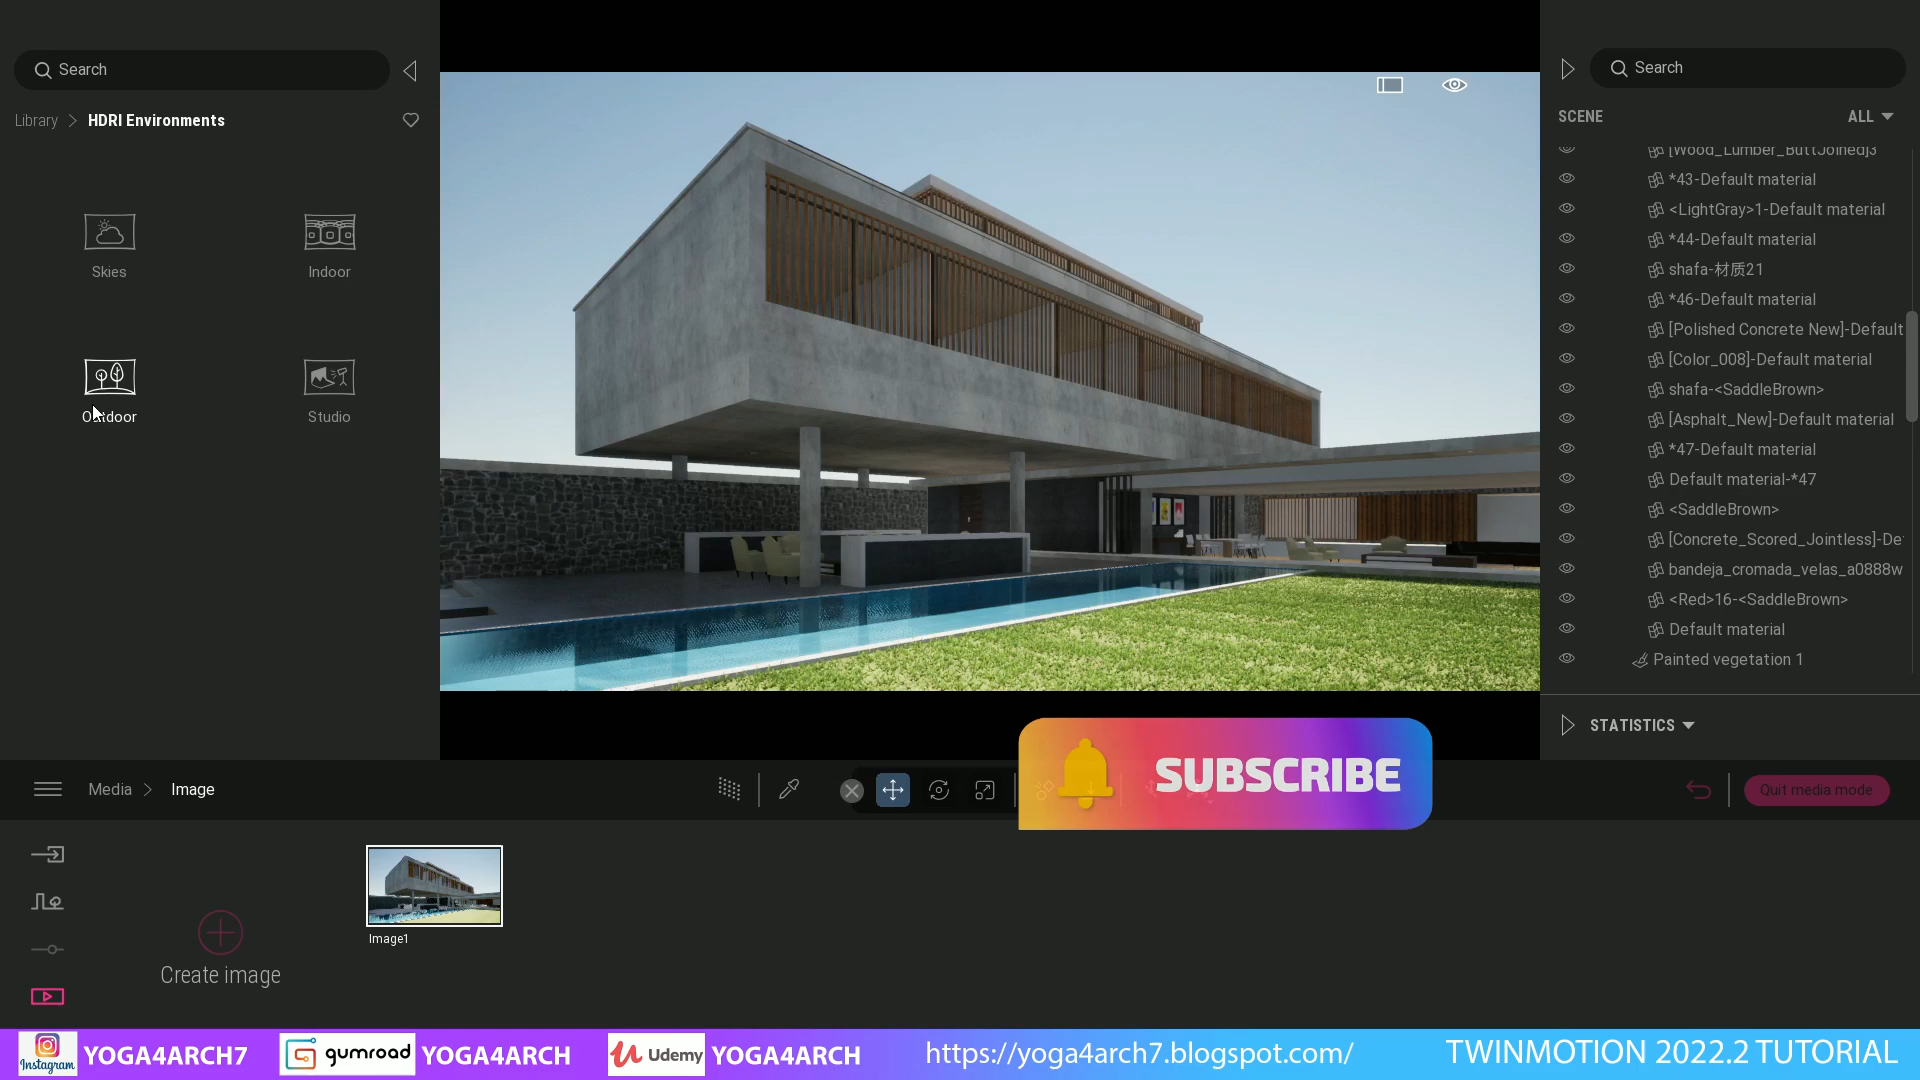 Search
Library > HDRI Environments
Skies
Indoor
Outdoor
Studio
Search
SCENE
ALL
[Wood_Lumber_ButtJoined]3
*43-Default material
<LightGray>1-Default material
*44-Default material
shafa-材质21
*46-Default material
[Polished Concrete New]-Default
[Color_008]-Default material
shafa-<SaddleBrown>
[Asphalt_New]-Default material
*47-Default material
Default material-*47
<SaddleBrown>
[Concrete_Scored_Jointless]-De
bandeja_cromada_velas_a0888w
<Red>16-<SaddleBrown>
Default material
Painted vegetation 1
STATISTICS
Media > Image
SUBSCRIBE
Quit media mode
Create image
Image1
Instagram YOGA4ARCH7
gumroad YOGA4ARCH
Udemy YOGA4ARCH
https://yoga4arch7.blogspot.com/
TWINMOTION 2022.2 TUTORIAL